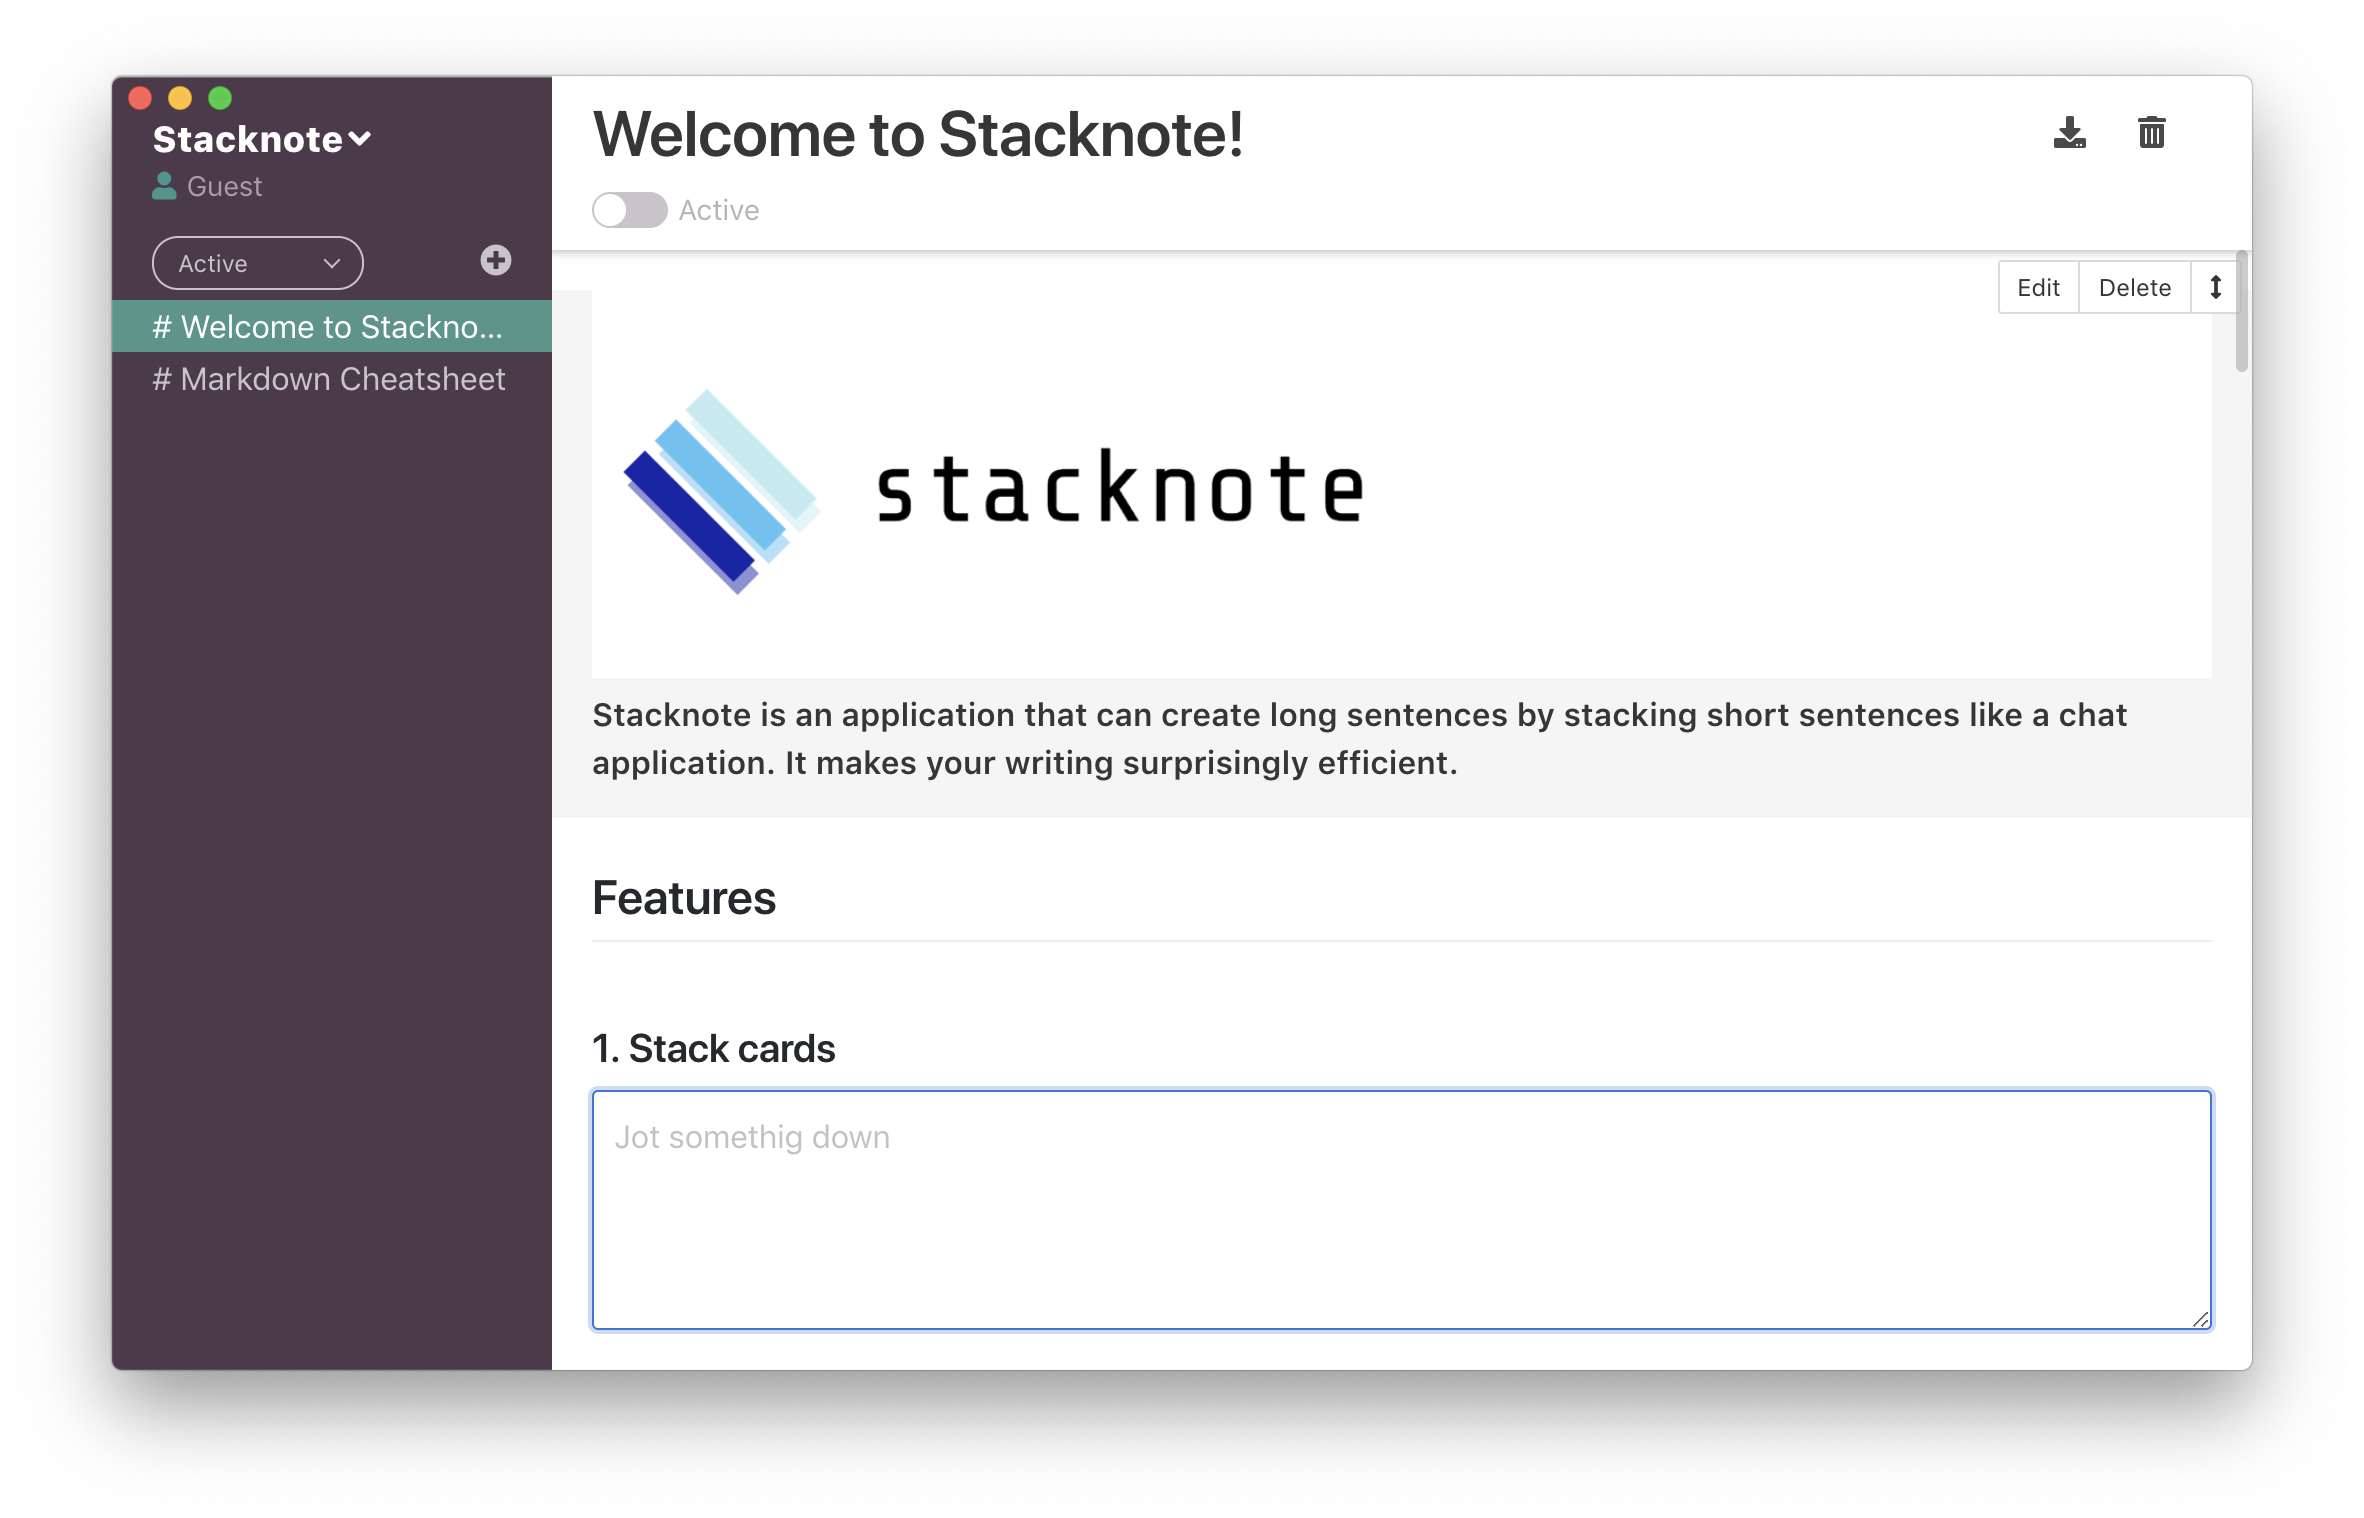 Stacknote
Guest
Active
# Welcome to Stackno...
# Markdown Cheatsheet
Welcome to Stacknote!
Active
Edit
Delete
stacknote
Stacknote is an application that can create long sentences by stacking short sentences like a chat
application. It makes your writing surprisingly efficient.
Features
1. Stack cards
Jot somethig down